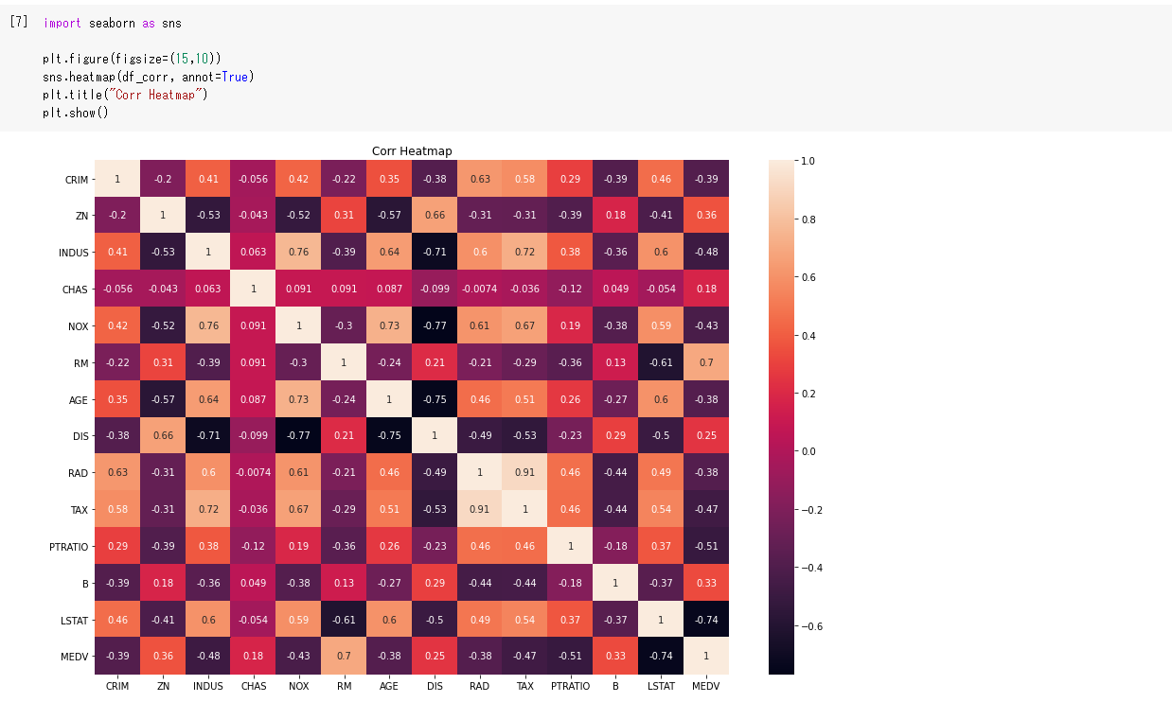 [7] import seaborn as sns
plt.figure(figsize=(15,10))
sns.heatmap(df_corr, annot=True)
plt.title("Corr Heatmap")
plt.show()
Corr Heatmap
CRIM 1 -0.2 0.41 -0.056 0.42 -0.22 0.35 -0.38 0.63 0.58 0.29 -0.39 0.46 -0.39
ZN -0.2 1 -0.53 -0.043 -0.52 0.31 -0.57 0.66 -0.31 -0.31 -0.39 0.18 -0.41 0.36
INDUS 0.41 -0.53 1 0.063 0.76 -0.39 0.64 -0.71 0.6 0.72 0.38 -0.36 0.6 -0.48
CHAS -0.056 -0.043 0.063 1 0.091 0.091 0.087 -0.099 -0.0074 -0.036 -0.12 0.049 -0.054 0.18
NOX 0.42 -0.52 0.76 0.091 1 -0.3 0.73 -0.77 0.61 0.67 0.19 -0.38 0.59 -0.43
RM -0.22 0.31 -0.39 0.091 -0.3 1 -0.24 0.21 -0.21 -0.29 -0.36 0.13 -0.61 0.7
AGE 0.35 -0.57 0.64 0.087 0.73 -0.24 1 -0.75 0.46 0.51 0.26 -0.27 0.6 -0.38
DIS -0.38 0.66 -0.71 -0.099 -0.77 0.21 -0.75 1 -0.49 -0.53 -0.23 0.29 -0.5 0.25
RAD 0.63 -0.31 0.6 -0.0074 0.61 -0.21 0.46 -0.49 1 0.91 0.46 -0.44 0.49 -0.38
TAX 0.58 -0.31 0.72 -0.036 0.67 -0.29 0.51 -0.53 0.91 1 0.46 -0.44 0.54 -0.47
PTRATIO 0.29 -0.39 0.38 -0.12 0.19 -0.36 0.26 -0.23 0.46 0.46 1 -0.18 0.37 -0.51
B -0.39 0.18 -0.36 0.049 -0.38 0.13 -0.27 0.29 -0.44 -0.44 -0.18 1 -0.37 0.33
LSTAT 0.46 -0.41 0.6 -0.054 0.59 -0.61 0.6 -0.5 0.49 0.54 0.37 -0.37 1 -0.74
MEDV -0.39 0.36 -0.48 0.18 -0.43 0.7 -0.38 0.25 -0.38 -0.47 -0.51 0.33 -0.74 1
CRIM ZN INDUS CHAS NOX RM AGE DIS RAD TAX PTRATIO B LSTAT MEDV
1.0
0.8
0.6
0.4
0.2
0.0
−0.2
−0.4
−0.6